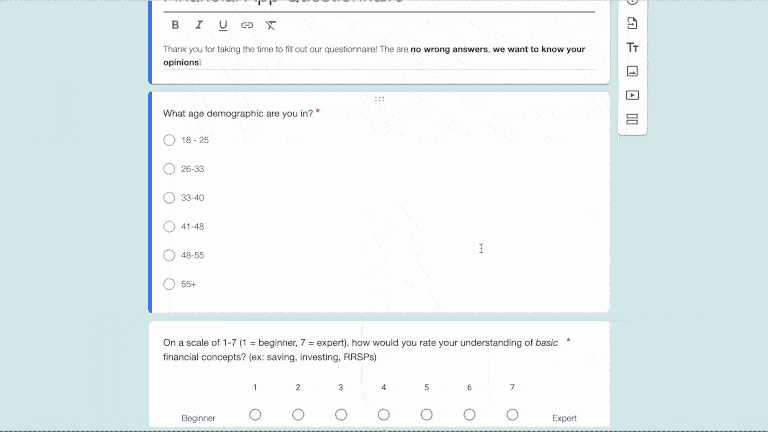 Financial App Questionnaire
B I U
Thank you for taking the time to fill out our questionnaire! The are no wrong answers, we want to know your
opinions!
What age demographic are you in? *
18 - 25
26-33
33-40
41-48
48-55
55+
On a scale of 1-7 (1 = beginner, 7 = expert), how would you rate your understanding of basic *
financial concepts? (ex: saving, investing, RRSPs)
1 2 3 4 5 6 7
Beginner Expert